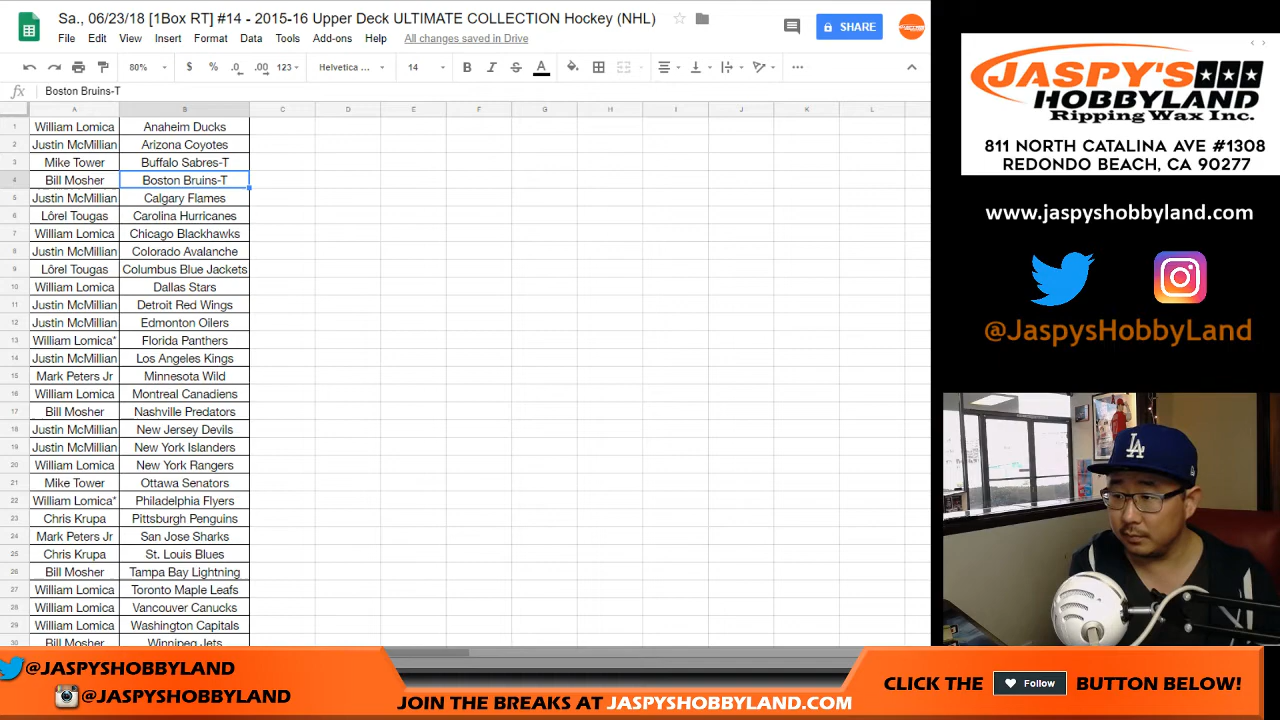 Sa., 06/23/18 [1Box RT] #14 - 2015-16 Upper Deck ULTIMATE COLLECTION Hockey (NHL)
File Edit View Insert Format Data Tools Add-ons Help All changes saved in Drive
SHARE
80% $ % .0 .00 123 Helvetica ... 14 B I S A
fx Boston Bruins-T
A B C D E F G H I J K L
1 William Lomica Anaheim Ducks
2 Justin McMillian Arizona Coyotes
3 Mike Tower Buffalo Sabres-T
4 Bill Mosher Boston Bruins-T
5 Justin McMillian Calgary Flames
6 Lôrel Tougas Carolina Hurricanes
7 William Lomica Chicago Blackhawks
8 Justin McMillian Colorado Avalanche
9 Lôrel Tougas Columbus Blue Jackets
10 William Lomica Dallas Stars
11 Justin McMillian Detroit Red Wings
12 Justin McMillian Edmonton Oilers
13 William Lomica* Florida Panthers
14 Justin McMillian Los Angeles Kings
15 Mark Peters Jr Minnesota Wild
16 William Lomica Montreal Canadiens
17 Bill Mosher Nashville Predators
18 Justin McMillian New Jersey Devils
19 Justin McMillian New York Islanders
20 William Lomica New York Rangers
21 Mike Tower Ottawa Senators
22 William Lomica* Philadelphia Flyers
23 Chris Krupa Pittsburgh Penguins
24 Mark Peters Jr San Jose Sharks
25 Chris Krupa St. Louis Blues
26 Bill Mosher Tampa Bay Lightning
27 William Lomica Toronto Maple Leafs
28 William Lomica Vancouver Canucks
29 William Lomica Washington Capitals
30 Bill Mosher Winnipeg Jets
JASPY'S
HOBBYLAND
Ripping Wax Inc.
811 NORTH CATALINA AVE #1308
REDONDO BEACH, CA 90277
www.jaspyshobbyland.com
@JaspysHobbyLand
LA
@JASPYSHOBBYLAND
@JASPYSHOBBYLAND
JOIN THE BREAKS AT JASPYSHOBBYLAND.COM
CLICK THE Follow BUTTON BELOW!